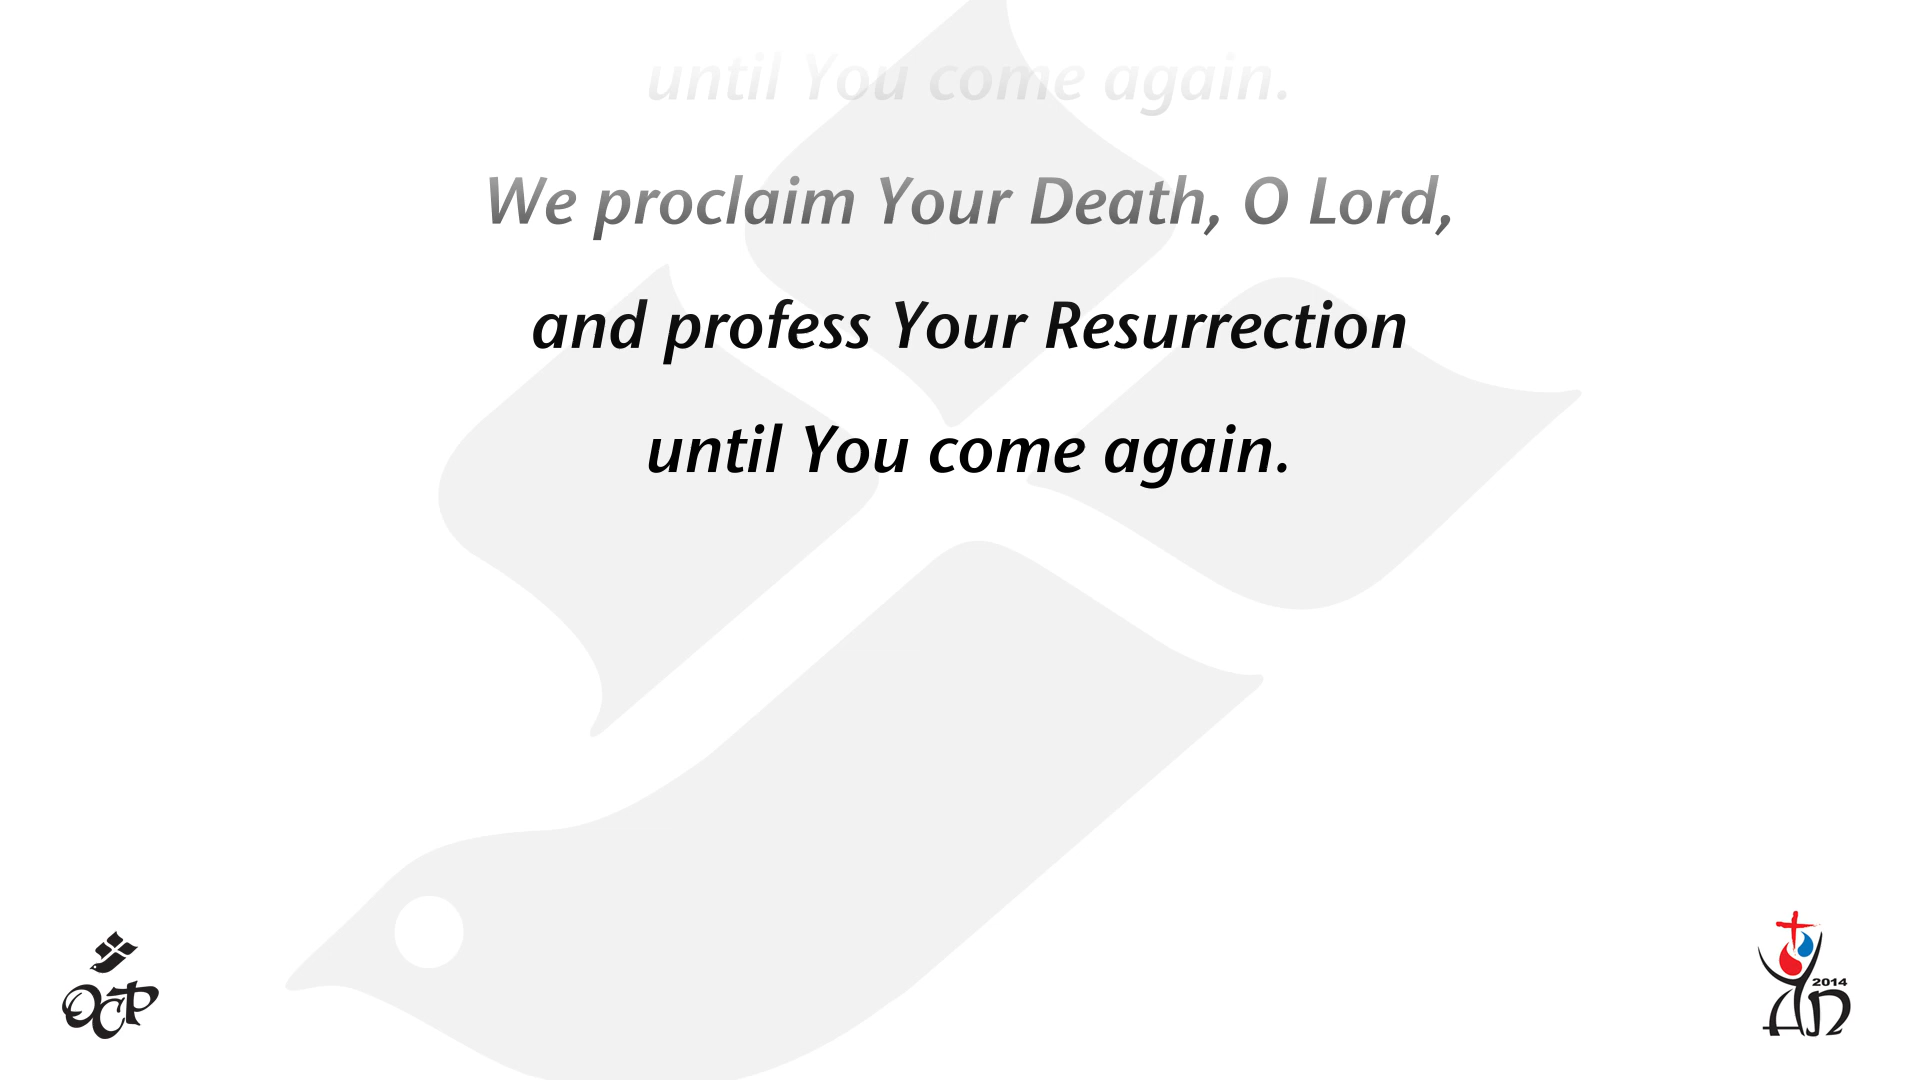 until You come again.
We proclaim Your Death, O Lord,
and profess Your Resurrection
until You come again.
OCP
2014